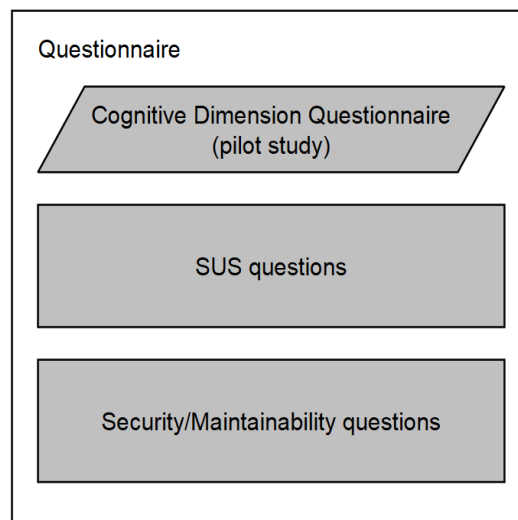 Questionnaire
Cognitive Dimension Questionnaire
(pilot study)
SUS questions
Security/Maintainability questions